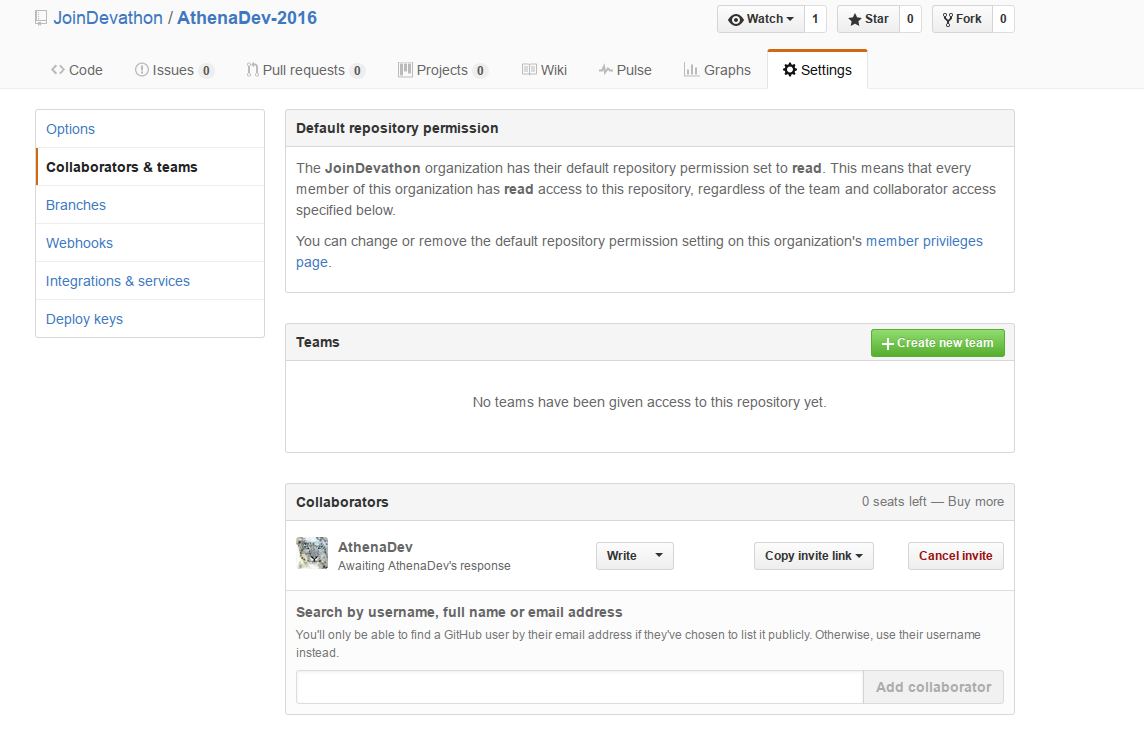 JoinDevathon / AthenaDev-2016
Watch 1 Star 0 Fork 0
Code Issues 0 Pull requests 0 Projects 0 Wiki Pulse Graphs Settings
Options
Collaborators & teams
Branches
Webhooks
Integrations & services
Deploy keys
Default repository permission
The JoinDevathon organization has their default repository permission set to read. This means that every
member of this organization has read access to this repository, regardless of the team and collaborator access
specified below.
You can change or remove the default repository permission setting on this organization's member privileges
page.
Teams
Create new team
No teams have been given access to this repository yet.
Collaborators
0 seats left — Buy more
AthenaDev
Awaiting AthenaDev's response
Write
Copy invite link
Cancel invite
Search by username, full name or email address
You'll only be able to find a GitHub user by their email address if they've chosen to list it publicly. Otherwise, use their username
instead.
Add collaborator